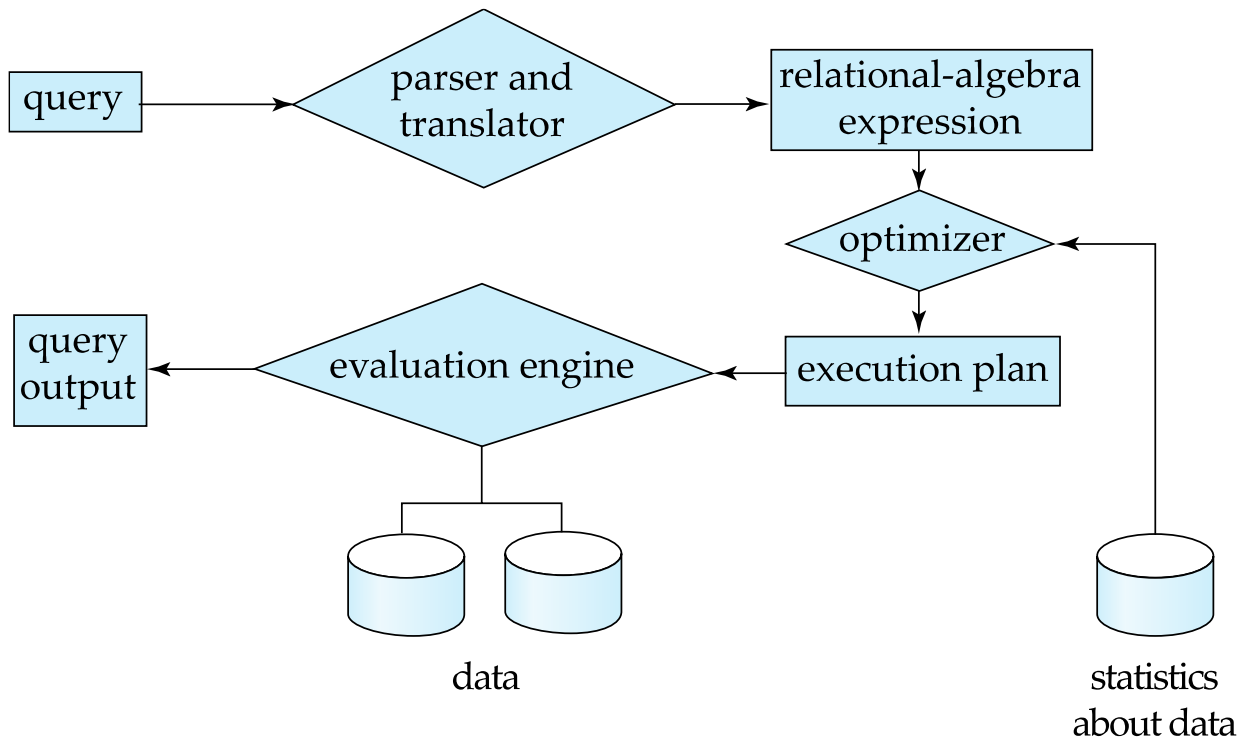 query
parser and
translator
relational-algebra
expression
optimizer
query
output
evaluation engine
execution plan
data
statistics
about data